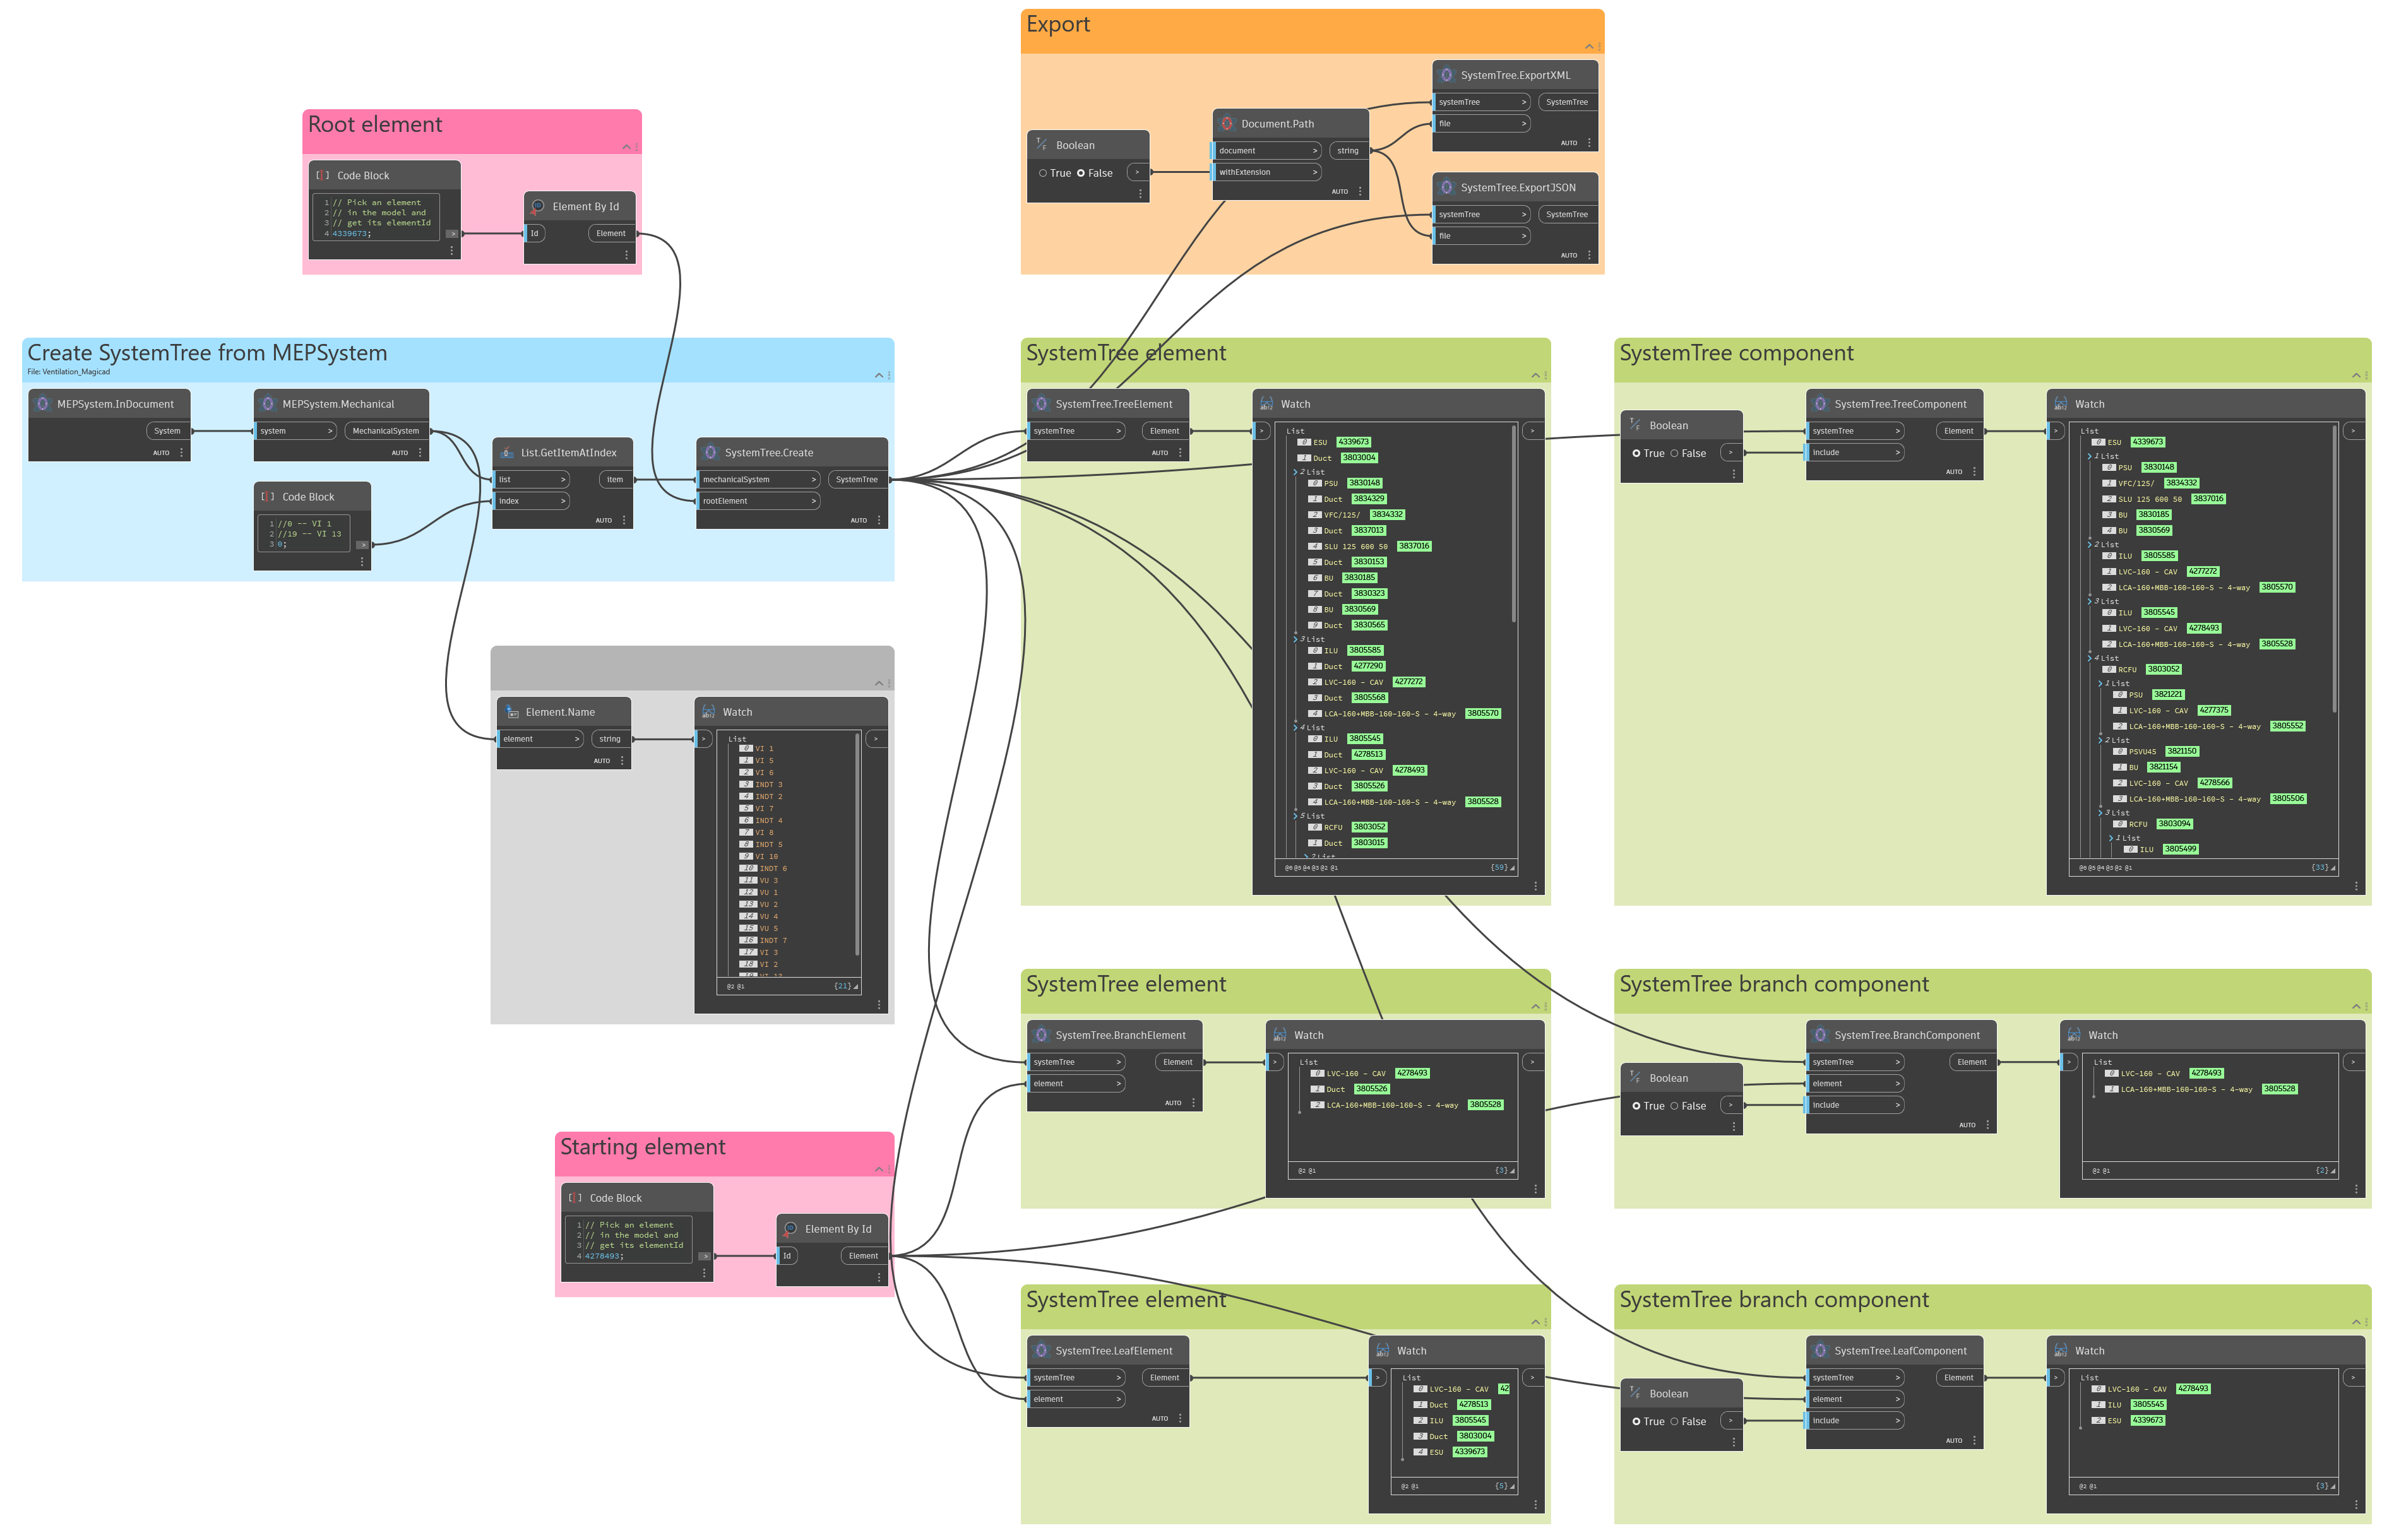 Export
SystemTree.ExportXML
systemTree > SystemTree
file >
AUTO
Document.Path
document > string
withExtension >
AUTO
Boolean
True False >
SystemTree.ExportJSON
systemTree > SystemTree
file >
AUTO
Root element
Code Block
1 // Pick an element
2 // in the model and
3 // get its elementId
4 4339673;
>
Element By Id
Id Element
Create SystemTree from MEPSystem
File: Ventilation_Magicad
MEPSystem.InDocument
System
AUTO
MEPSystem.Mechanical
system > MechanicalSystem
AUTO
Code Block
1 //0 -- VI 1
2 //19 -- VI 13
3 0;
>
List.GetItemAtIndex
list > item
index >
AUTO
SystemTree.Create
mechanicalSystem > SystemTree
rootElement >
AUTO
Element.Name
element > string
AUTO
Watch
> >
List
0 VI 1
1 VI 5
2 VI 6
3 INDT 3
4 INDT 2
5 VI 7
6 INDT 4
7 VI 8
8 INDT 5
9 VI 10
10 INDT 6
11 VU 3
12 VU 1
13 VU 2
14 VU 4
15 VU 5
16 INDT 7
17 VI 3
18 VI 2
19 VI 13
@2 @1 {21}
Starting element
Code Block
1 // Pick an element
2 // in the model and
3 // get its elementId
4 4278493;
>
Element By Id
Id Element
SystemTree element
SystemTree.TreeElement
systemTree > Element
AUTO
Watch
> >
List
0 ESU 4339673
1 Duct 3803004
2 List
0 PSU 3830148
1 Duct 3834329
2 VFC/125/ 3834332
3 Duct 3837013
4 SLU 125 600 50 3837016
5 Duct 3830153
6 BU 3830185
7 Duct 3830323
8 BU 3830569
9 Duct 3830565
3 List
0 ILU 3805585
1 Duct 4277290
2 LVC-160 - CAV 4277272
3 Duct 3805568
4 LCA-160+MBB-160-160-S - 4-way 3805570
4 List
0 ILU 3805545
1 Duct 4278513
2 LVC-160 - CAV 4278493
3 Duct 3805526
4 LCA-160+MBB-160-160-S - 4-way 3805528
5 List
0 RCFU 3803052
1 Duct 3803015
2 List
@6 @5 @4 @3 @2 @1 {59}
SystemTree component
Boolean
True False >
SystemTree.TreeComponent
systemTree > Element
include >
AUTO
Watch
> >
List
0 ESU 4339673
1 List
0 PSU 3830148
1 VFC/125/ 3834332
2 SLU 125 600 50 3837016
3 BU 3830185
4 BU 3830569
2 List
0 ILU 3805585
1 LVC-160 - CAV 4277272
2 LCA-160+MBB-160-160-S - 4-way 3805570
3 List
0 ILU 3805545
1 LVC-160 - CAV 4278493
2 LCA-160+MBB-160-160-S - 4-way 3805528
4 List
0 RCFU 3803052
1 List
0 PSU 3821221
1 LVC-160 - CAV 4277375
2 LCA-160+MBB-160-160-S - 4-way 3805552
2 List
0 PSVU45 3821150
1 BU 3821154
2 LVC-160 - CAV 4278566
3 LCA-160+MBB-160-160-S - 4-way 3805506
3 List
0 RCFU 3803094
1 List
0 ILU 3805499
@6 @5 @4 @3 @2 @1 {33}
SystemTree element
SystemTree.BranchElement
systemTree > Element
element >
AUTO
Watch
> >
List
0 LVC-160 - CAV 4278493
1 Duct 3805526
2 LCA-160+MBB-160-160-S - 4-way 3805528
@2 @1 {3}
SystemTree branch component
Boolean
True False >
SystemTree.BranchComponent
systemTree > Element
element >
include >
AUTO
Watch
> >
List
0 LVC-160 - CAV 4278493
1 LCA-160+MBB-160-160-S - 4-way 3805528
@2 @1 {2}
SystemTree element
SystemTree.LeafElement
systemTree > Element
element >
AUTO
Watch
> >
List
0 LVC-160 - CAV 42
1 Duct 4278513
2 ILU 3805545
3 Duct 3803004
4 ESU 4339673
@2 @1 {5}
SystemTree branch component
Boolean
True False >
SystemTree.LeafComponent
systemTree > Element
element >
include >
AUTO
Watch
> >
List
0 LVC-160 - CAV 4278493
1 ILU 3805545
2 ESU 4339673
@2 @1 {3}